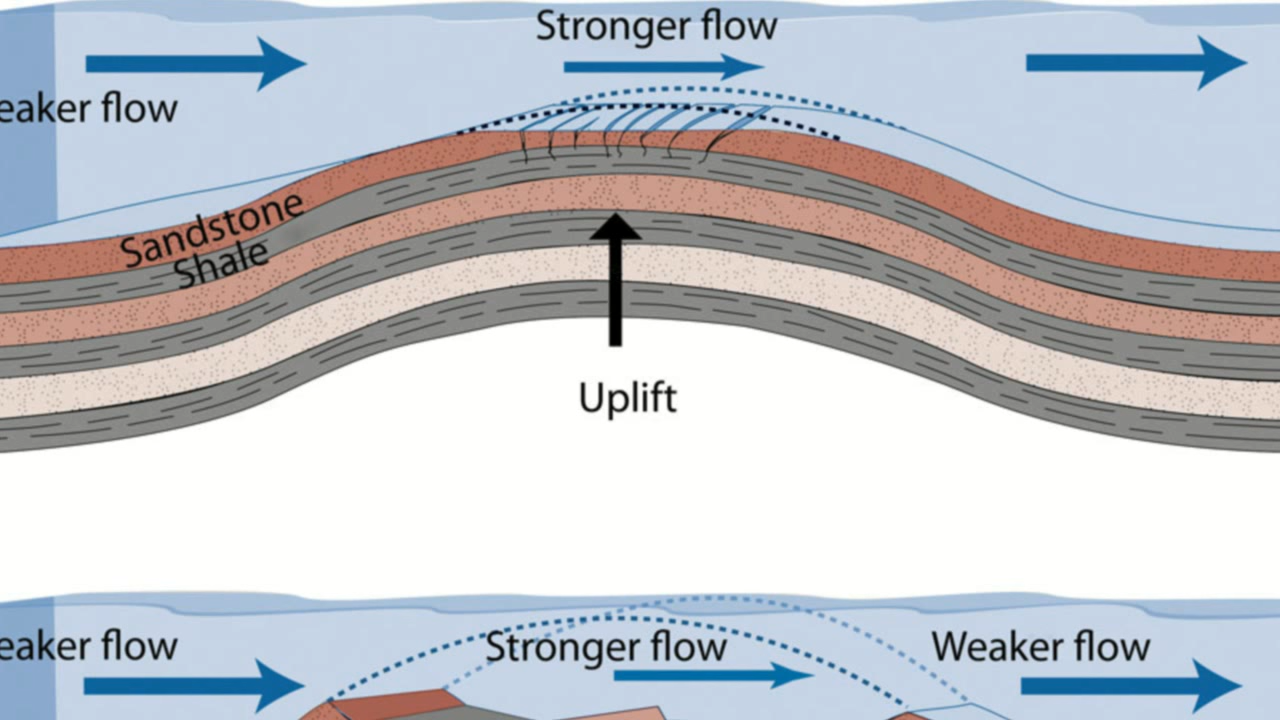 Stronger flow
eaker flow
Sandstone
Shale
Uplift
eaker flow
Stronger flow
Weaker flow